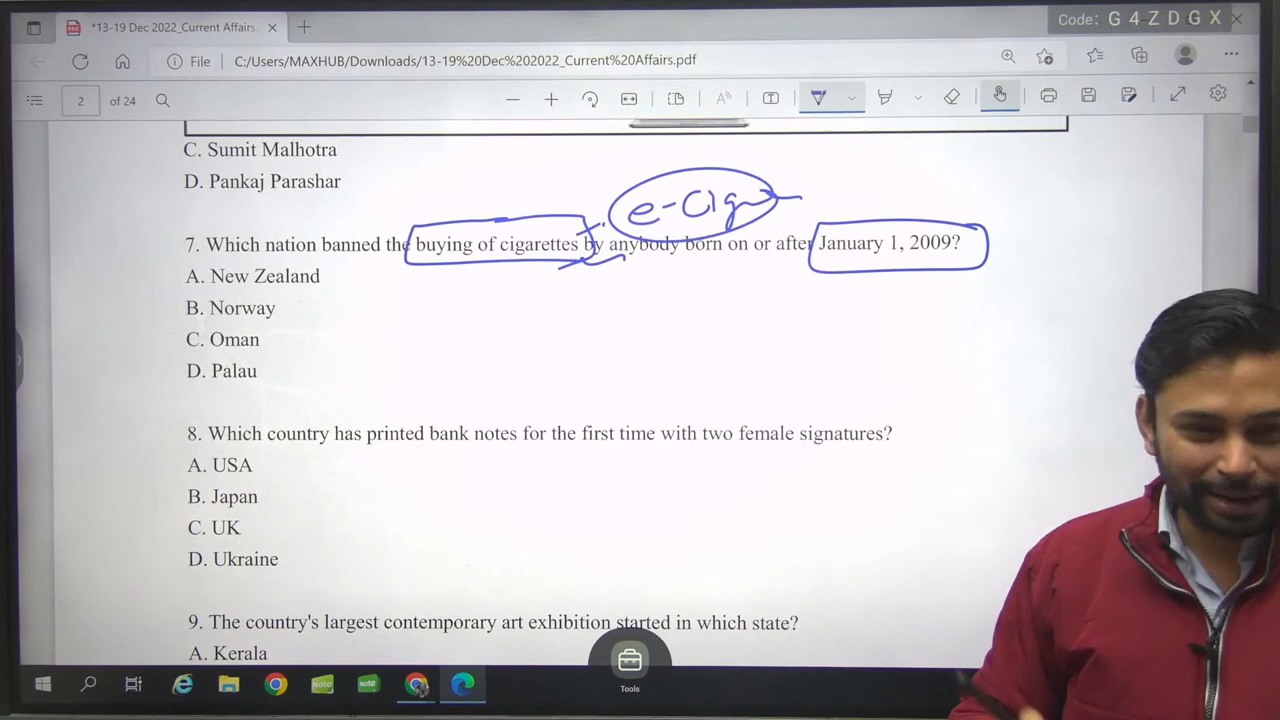 *13-19 Dec 2022_Current Affairs.
Code: G 4 - Z D G X
File C:/Users/MAXHUB/Downloads/13-19%20Dec%202022_Current%20Affairs.pdf
2 of 24
C. Sumit Malhotra
D. Pankaj Parashar
7. Which nation banned the buying of cigarettes by anybody born on or after January 1, 2009?
A. New Zealand
B. Norway
C. Oman
D. Palau
8. Which country has printed bank notes for the first time with two female signatures?
A. USA
B. Japan
C. UK
D. Ukraine
9. The country's largest contemporary art exhibition started in which state?
A. Kerala
Note Note
Tools